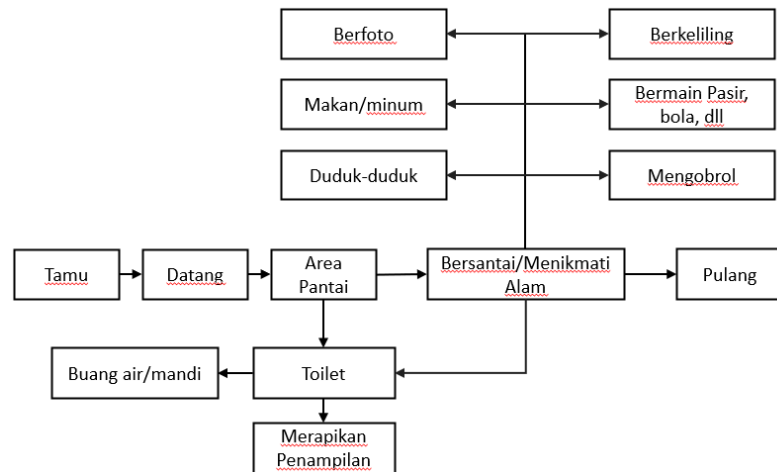 Berfoto
Berkeliling
Makan/minum
Bermain Pasir,
bola, dll
Duduk-duduk
Mengobrol
Tamu
Datang
Area
Pantai
Bersantai/Menikmati
Alam
Pulang
Buang air/mandi
Toilet
Merapikan
Penampilan